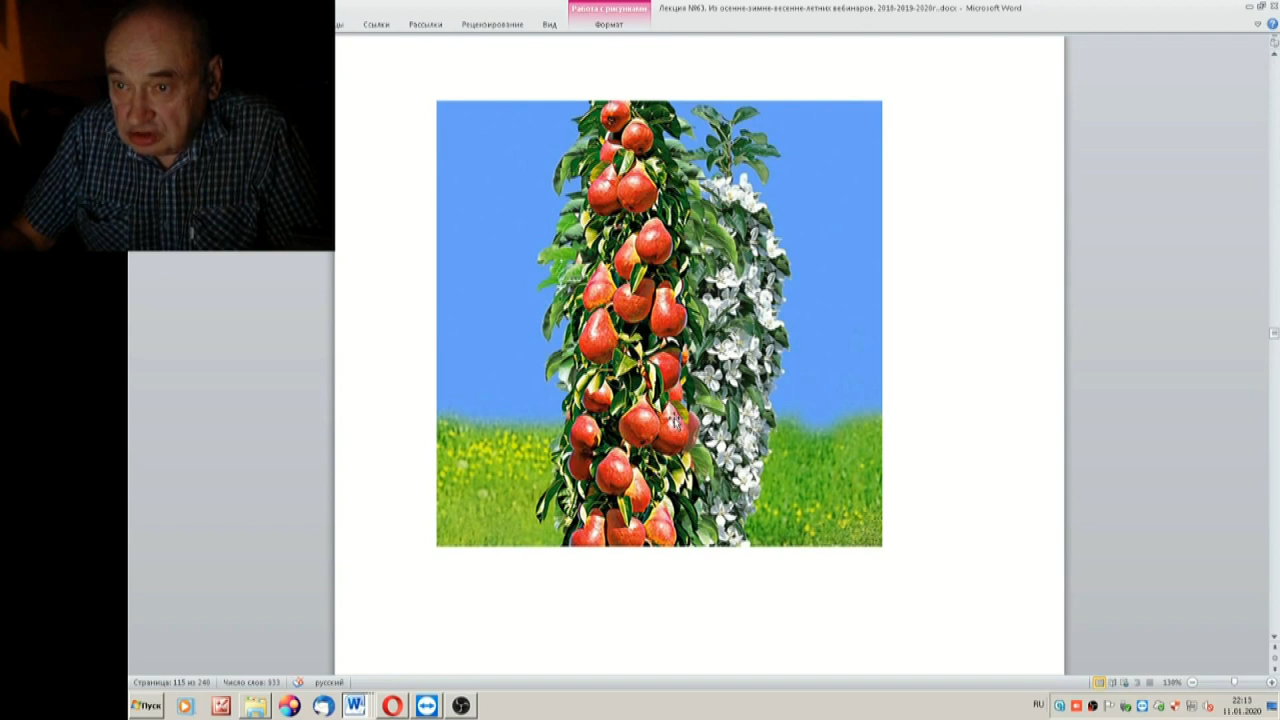 Работа с рисунками
Лекция №63. Из осенне-зимне-весенне-летних вебинаров, 2018-2019-2020г..docx - Microsoft Word
Ссылки Рассылки Рецензирование Вид Формат
Страница: 115 из 240 Число слов: 933 русский 130%
Пуск RU 22:13
11.01.2020